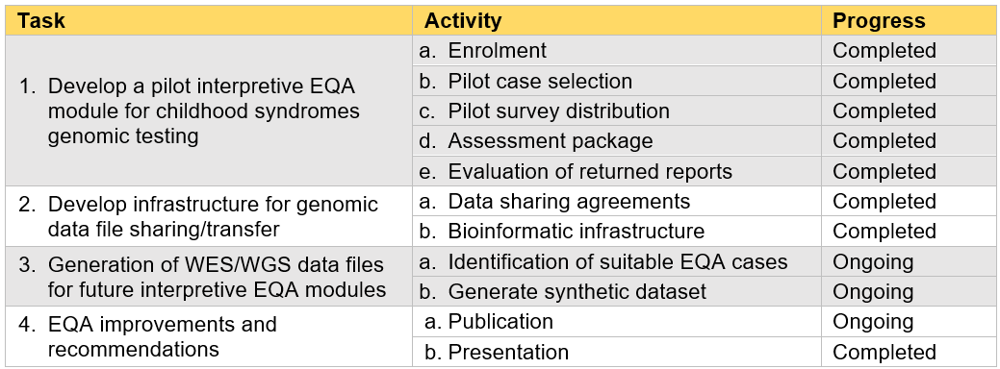 Task Activity Progress
1. Develop a pilot interpretive EQA
module for childhood syndromes
genomic testing
a. Enrolment Completed
b. Pilot case selection Completed
c. Pilot survey distribution Completed
d. Assessment package Completed
e. Evaluation of returned reports Completed
2. Develop infrastructure for genomic
data file sharing/transfer
a. Data sharing agreements Completed
b. Bioinformatic infrastructure Completed
3. Generation of WES/WGS data files
for future interpretive EQA modules
a. Identification of suitable EQA cases Ongoing
b. Generate synthetic dataset Ongoing
4. EQA improvements and
recommendations
a. Publication Ongoing
b. Presentation Completed